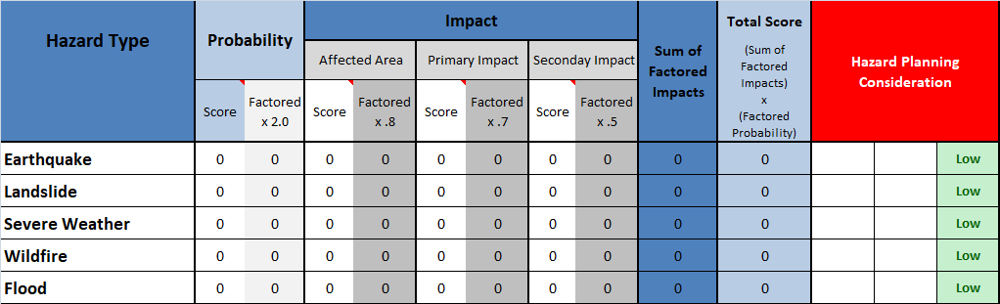 Hazard Type
Probability
Impact
Sum of
Factored
Impacts
Total Score
(Sum of
Factored
Impacts)
x
(Factored
Probability)
Hazard Planning
Consideration
Affected Area
Primary Impact
Seconday Impact
Score
Factored
x 2.0
Score
Factored
x .8
Score
Factored
x .7
Score
Factored
x .5
Earthquake 0 0 0 0 0 0 0 0 0 0 Low
Landslide 0 0 0 0 0 0 0 0 0 0 Low
Severe Weather 0 0 0 0 0 0 0 0 0 0 Low
Wildfire 0 0 0 0 0 0 0 0 0 0 Low
Flood 0 0 0 0 0 0 0 0 0 0 Low